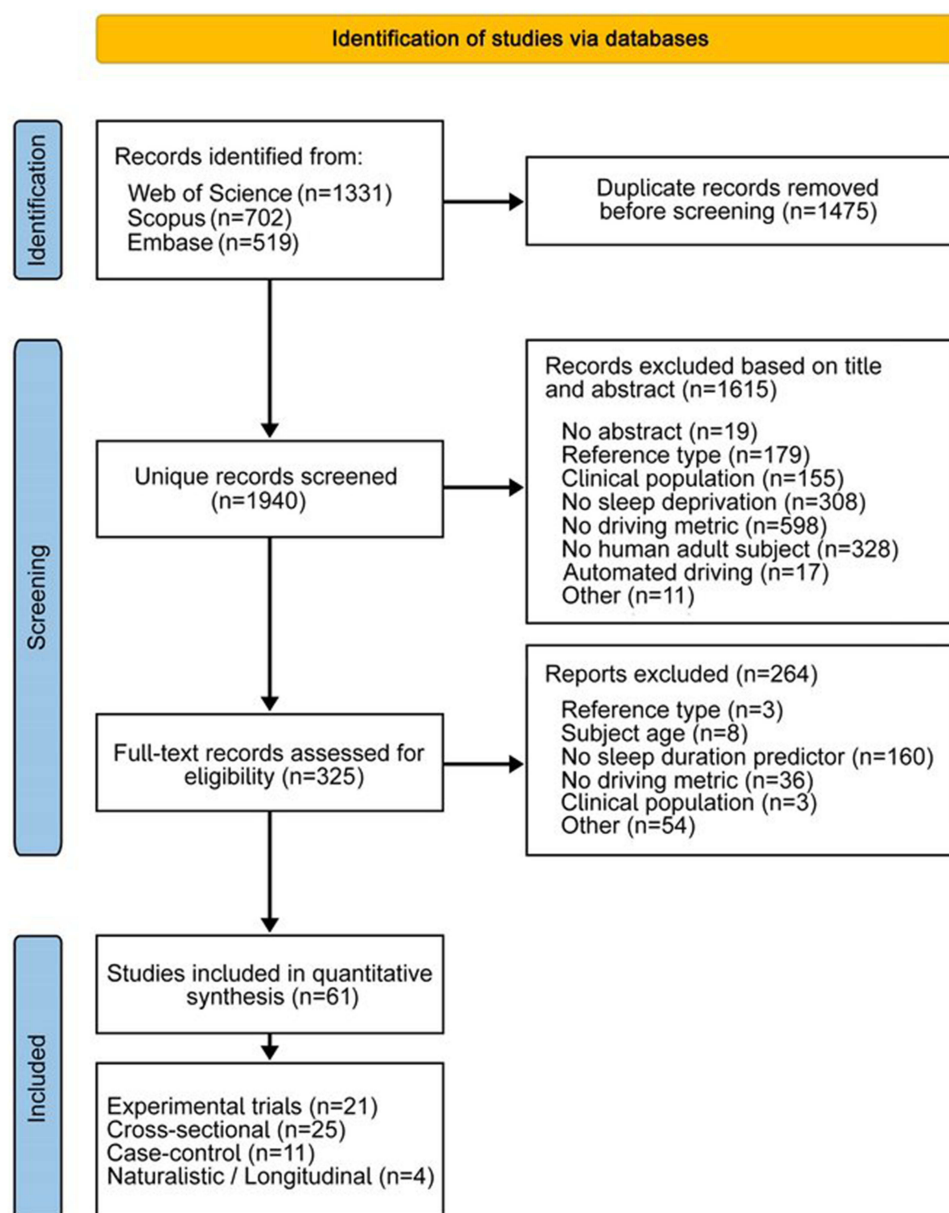 Identification of studies via databases
Identification
Records identified from:
Web of Science (n=1331)
Scopus (n=702)
Embase (n=519)
Duplicate records removed
before screening (n=1475)
Screening
Unique records screened
(n=1940)
Records excluded based on title
and abstract (n=1615)
No abstract (n=19)
Reference type (n=179)
Clinical population (n=155)
No sleep deprivation (n=308)
No driving metric (n=598)
No human adult subject (n=328)
Automated driving (n=17)
Other (n=11)
Full-text records assessed for
eligibility (n=325)
Reports excluded (n=264)
Reference type (n=3)
Subject age (n=8)
No sleep duration predictor (n=160)
No driving metric (n=36)
Clinical population (n=3)
Other (n=54)
Included
Studies included in quantitative
synthesis (n=61)
Experimental trials (n=21)
Cross-sectional (n=25)
Case-control (n=11)
Naturalistic / Longitudinal (n=4)